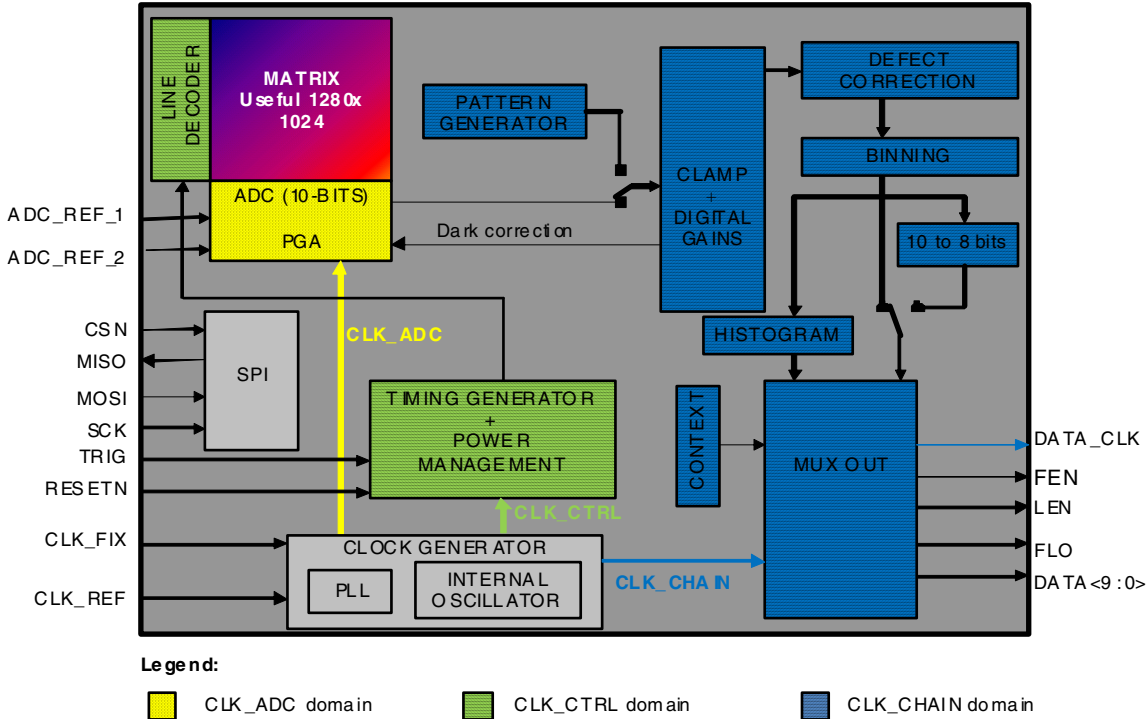 LINE
DECODER
MATRIX
Useful 1280x
1024
ADC (10-BITS)
PGA
ADC_REF_1
ADC_REF_2
PATTERN
GENERATOR
Dark correction
CLAMP
+
DIGITAL
GAINS
DEFECT
CORRECTION
BINNING
10 to 8 bits
HISTOGRAM
CSN
MISO
MOSI
SCK
TRIG
RESETN
CLK_FIX
CLK_REF
SPI
CLK_ADC
TIMING GENERATOR
+
POWER
MANAGEMENT
CLK_CTRL
CLOCK GENERATOR
PLL
INTERNAL
OSCILLATOR
CLK_CHAIN
CONTEXT
MUX OUT
DATA_CLK
FEN
LEN
FLO
DATA<9:0>
Legend:
CLK_ADC domain
CLK_CTRL domain
CLK_CHAIN domain